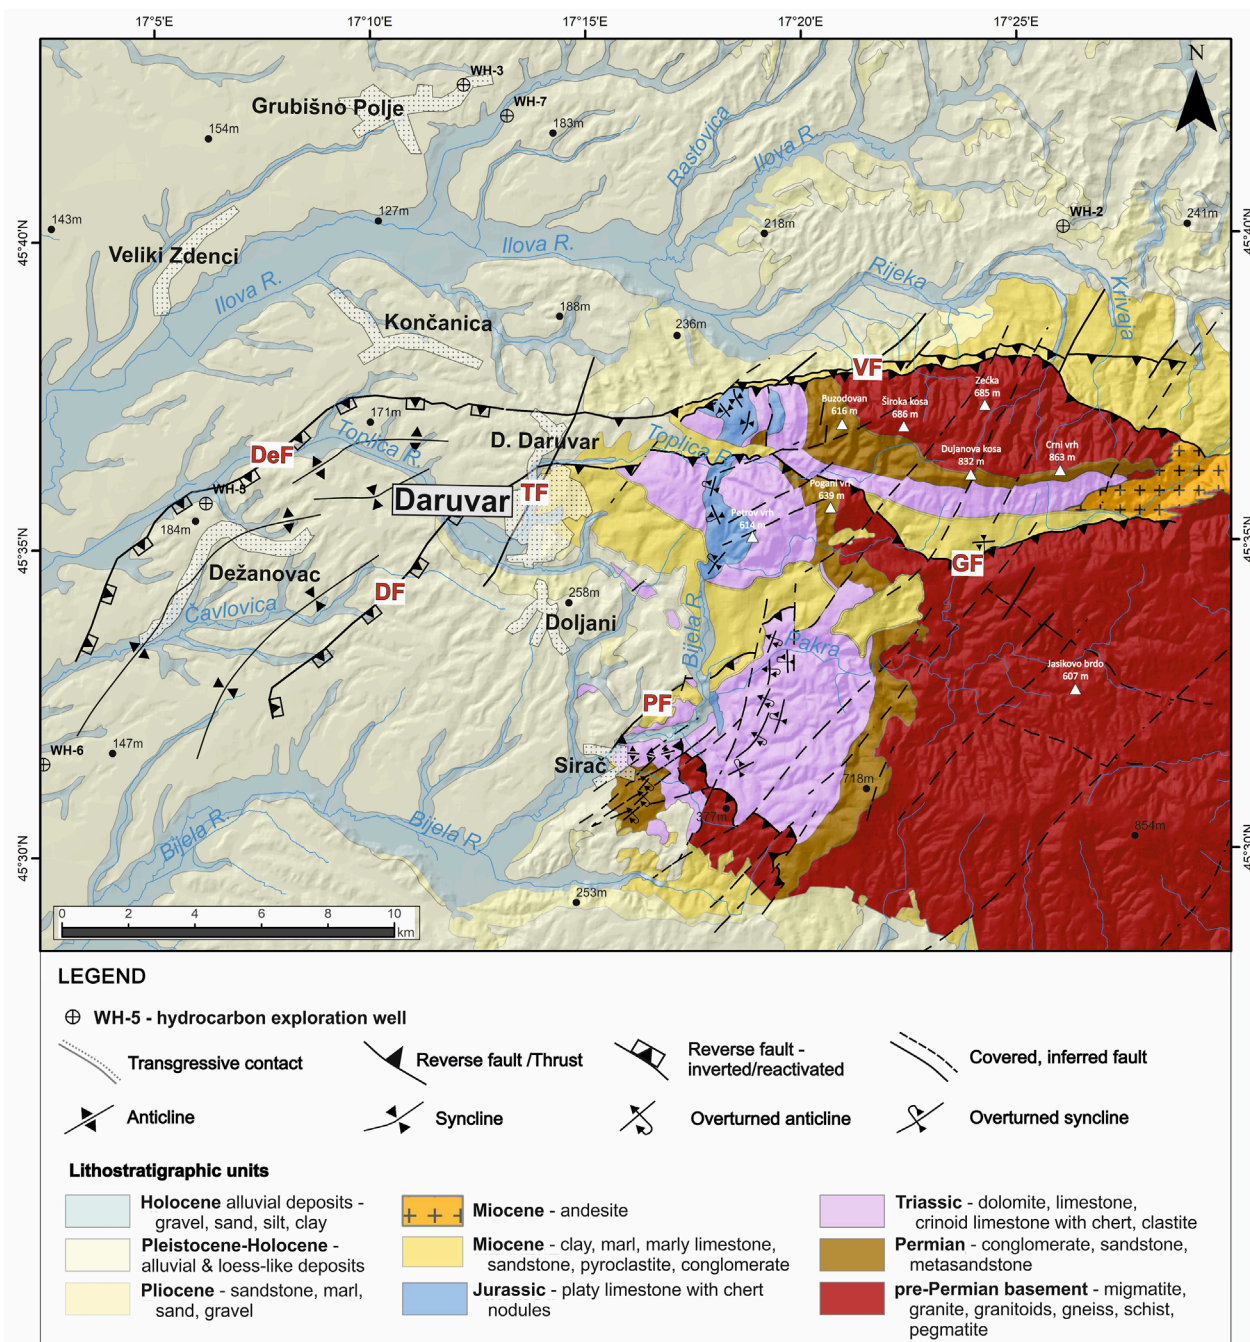 17°5'E
17°10'E
17°15'E
17°20'E
17°25'E
N
WH-3
Grubišno Polje
WH-7
183m
154m
Rastovica
Ilova R.
143m
127m
218m
WH-2
241m
45°40'N
45°40'N
Veliki Zdenci
Ilova R.
Rijeka
Ilova R.
Krivaja
188m
Končanica
236m
VF
Zečka
685 m
Buzodovan
616 m
Široka kosa
686 m
171m
Toplica R.
D. Daruvar
Toplica R.
DeF
Dujanova kosa
832 m
Crni vrh
863 m
WH-5
Daruvar
TF
Pogani vrh
639 m
184m
Petrov vrh
614 m
45°35'N
45°35'N
GF
Dežanovac
DF
Čavlovica
258m
Doljani
Bijela R.
Pakra
Jasikovo brdo
607 m
PF
WH-6
147m
Sirač
718m
377m
854m
Bijela R.
Bijela R.
45°30'N
45°30'N
253m
0 2 4 6 8 10
km
LEGEND
WH-5 - hydrocarbon exploration well
Transgressive contact
Reverse fault /Thrust
Reverse fault -
inverted/reactivated
Covered, inferred fault
Anticline
Syncline
Overturned anticline
Overturned syncline
Lithostratigraphic units
Holocene alluvial deposits -
gravel, sand, silt, clay
Pleistocene-Holocene -
alluvial & loess-like deposits
Pliocene - sandstone, marl,
sand, gravel
Miocene - andesite
Miocene - clay, marl, marly limestone,
sandstone, pyroclastite, conglomerate
Jurassic - platy limestone with chert
nodules
Triassic - dolomite, limestone,
crinoid limestone with chert, clastite
Permian - conglomerate, sandstone,
metasandstone
pre-Permian basement - migmatite,
granite, granitoids, gneiss, schist,
pegmatite